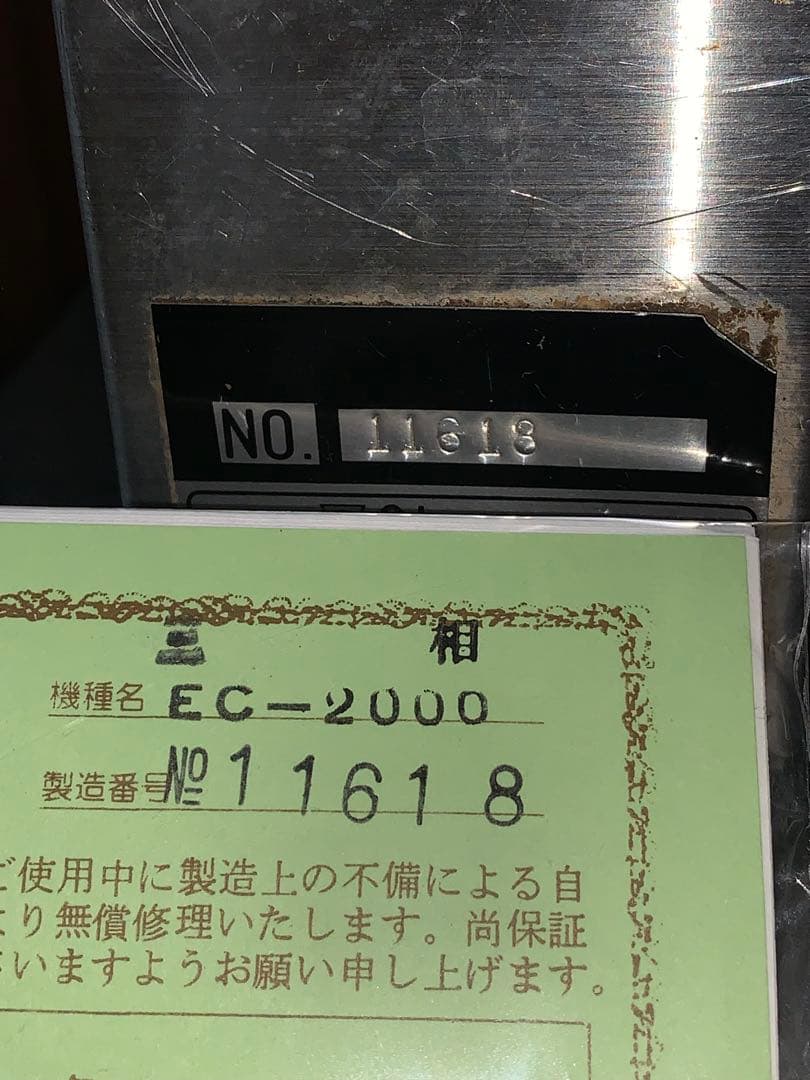 NO. 11618
三相
機種名 EC-2000
製造番号 № 11618
ご使用中に製造上の不備による自
より無償修理いたします。尚保証
いますようお願い申し上げます。